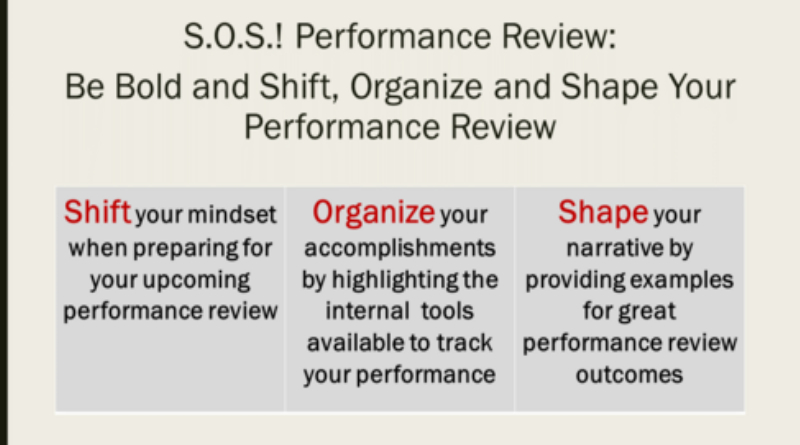 S.O.S.! Performance Review:
Be Bold and Shift, Organize and Shape Your
Performance Review
Shift your mindset
when preparing for
your upcoming
performance review
Organize your
accomplishments
by highlighting the
internal tools
available to track
your performance
Shape your
narrative by
providing examples
for great
performance review
outcomes